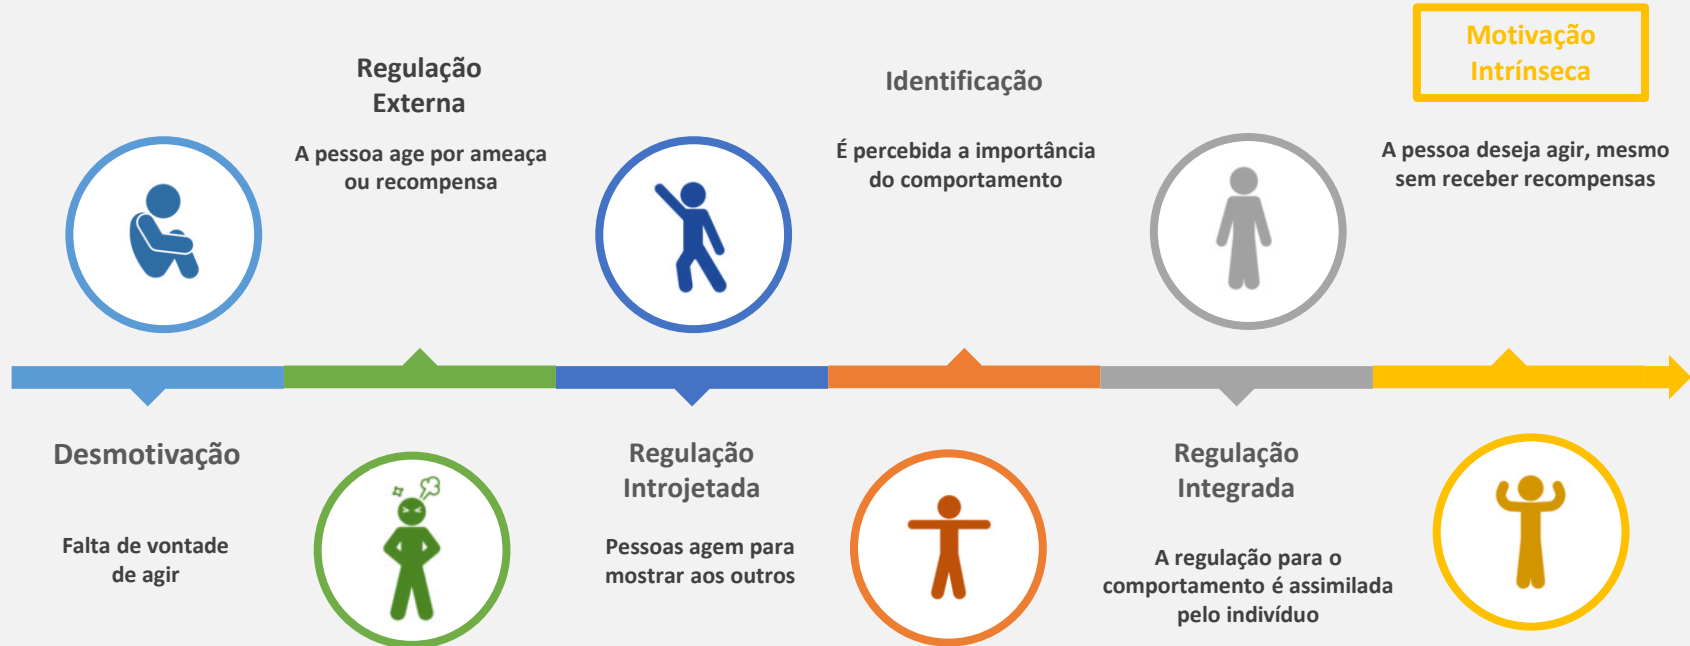 Desmotivação
Falta de vontade
de agir
Regulação
Externa
A pessoa age por ameaça
ou recompensa
Regulação
Introjetada
Pessoas agem para
mostrar aos outros
Identificação
É percebida a importância
do comportamento
Regulação
Integrada
A regulação para o
comportamento é assimilada
pelo indivíduo
Motivação
Intrínseca
A pessoa deseja agir, mesmo
sem receber recompensas